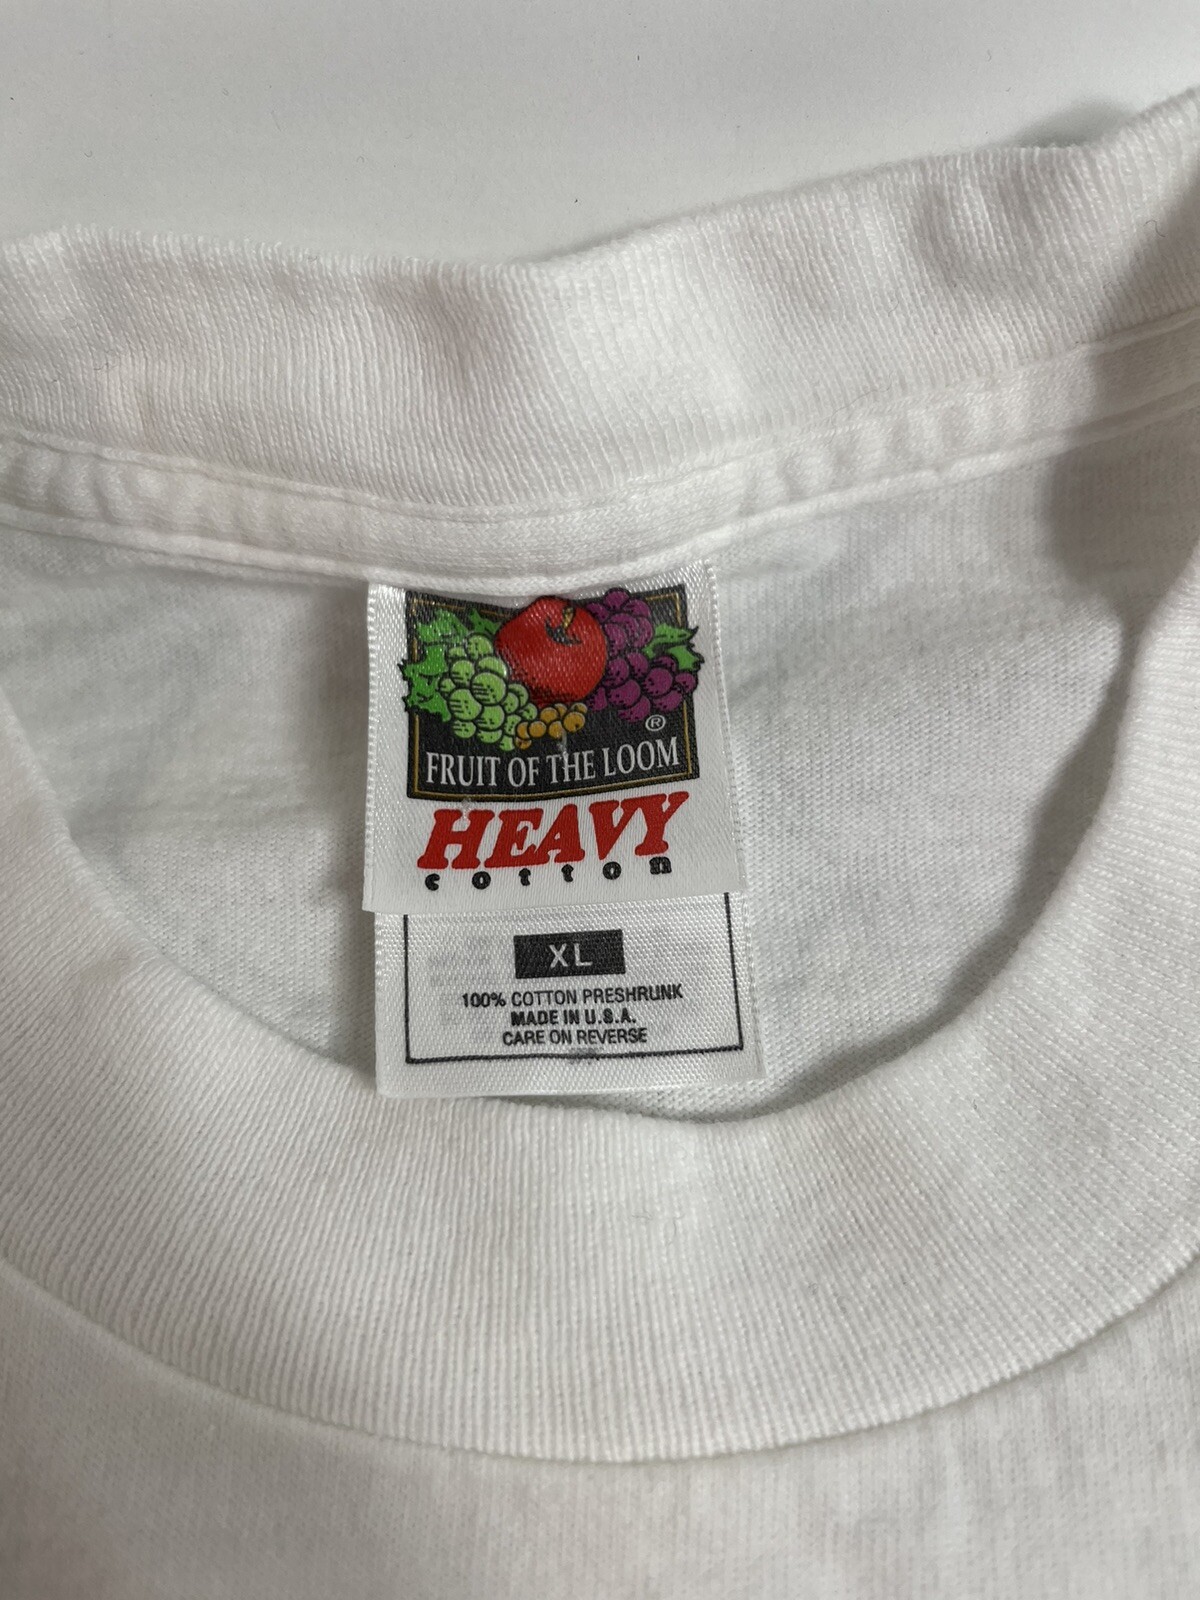 ®
FRUIT OF THE LOOM
HEAVY
cotton
XL
100% COTTON PRESHRUNK
MADE IN U.S.A.
CARE ON REVERSE